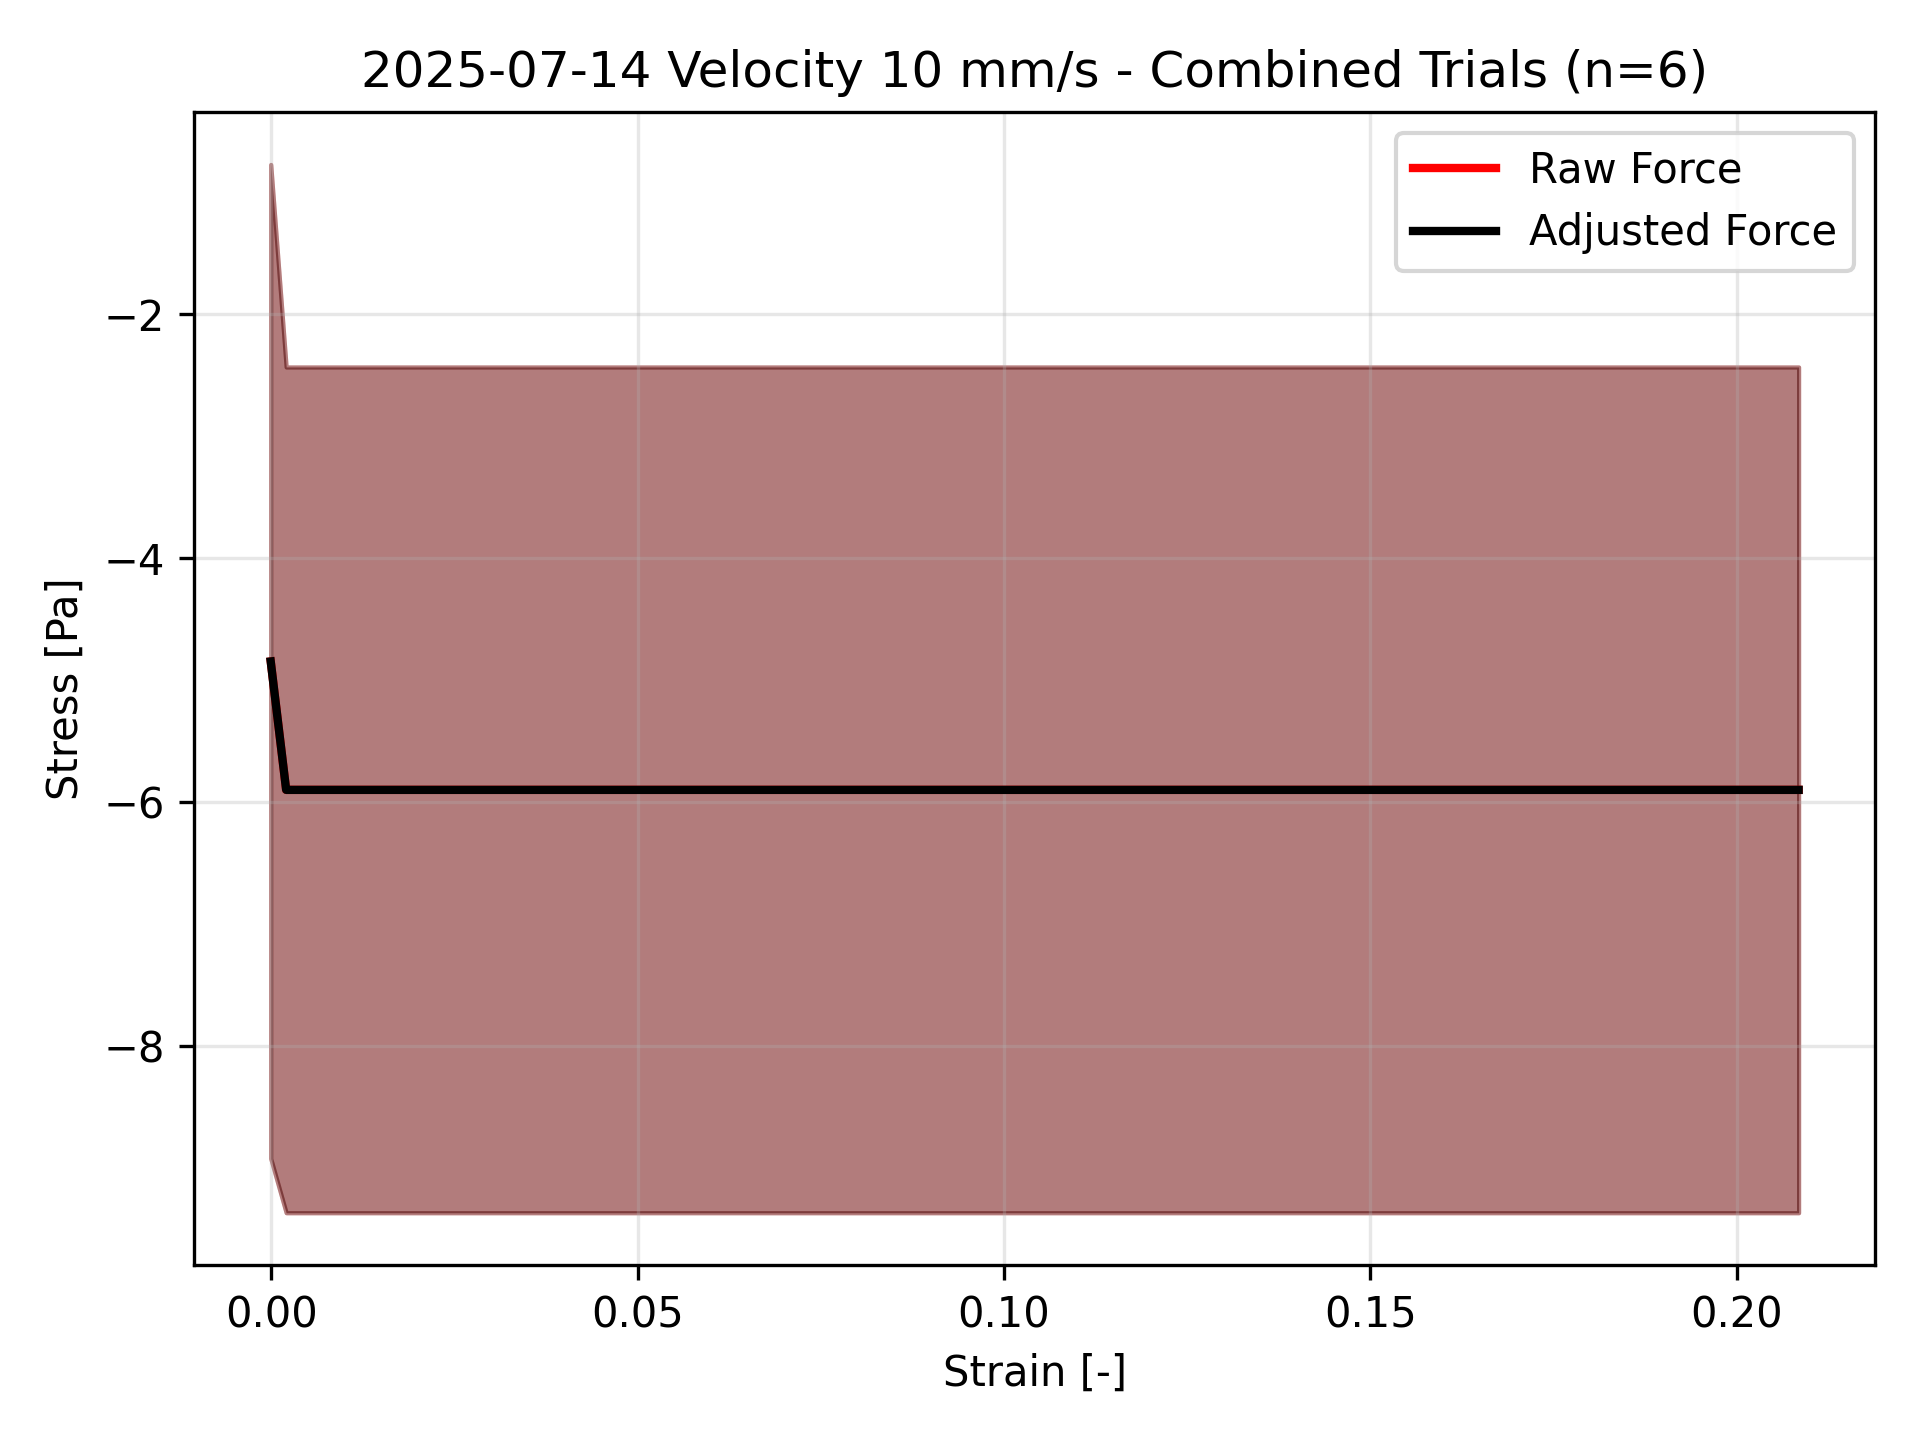 2025-07-14 Velocity 10 mm/s - Combined Trials (n=6)
Raw Force
Adjusted Force
−2
−4
−6
−8
Stress [Pa]
0.00 0.05 0.10 0.15 0.20
Strain [-]